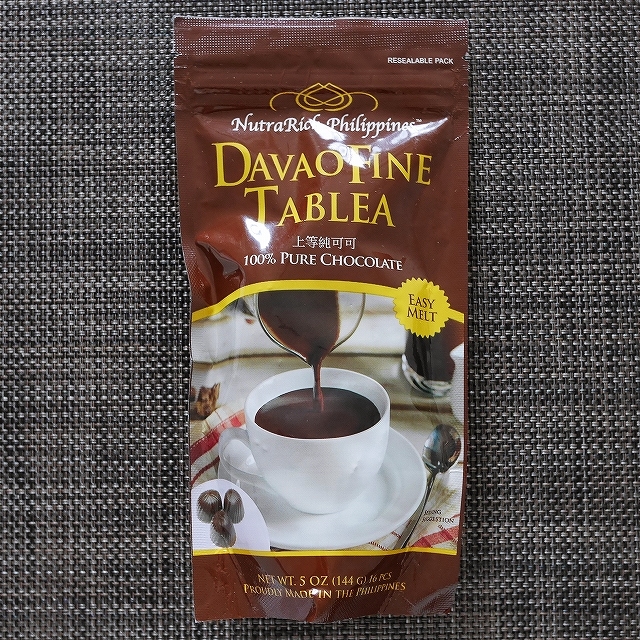 RESEALABLE PACK
NutraRich Philippines™
DAVAO FINE
TABLEA
上等純可可
100% PURE CHOCOLATE
EASY
MELT
NET WT. 5 OZ (144 G) 16 PCS
PROUDLY MADE IN THE PHILIPPINES